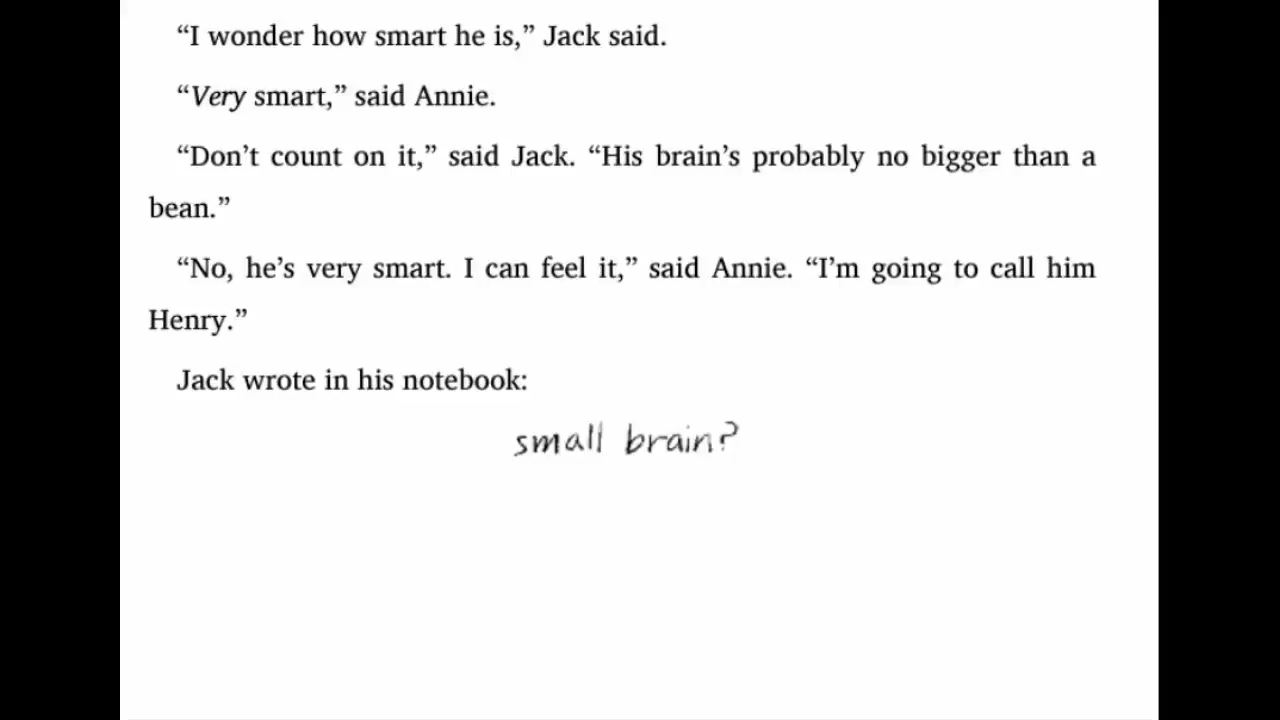 “I wonder how smart he is,” Jack said.
“Very smart,” said Annie.
“Don’t count on it,” said Jack. “His brain’s probably no bigger than a
bean.”
“No, he’s very smart. I can feel it,” said Annie. “I’m going to call him
Henry.”
Jack wrote in his notebook:
small brain?